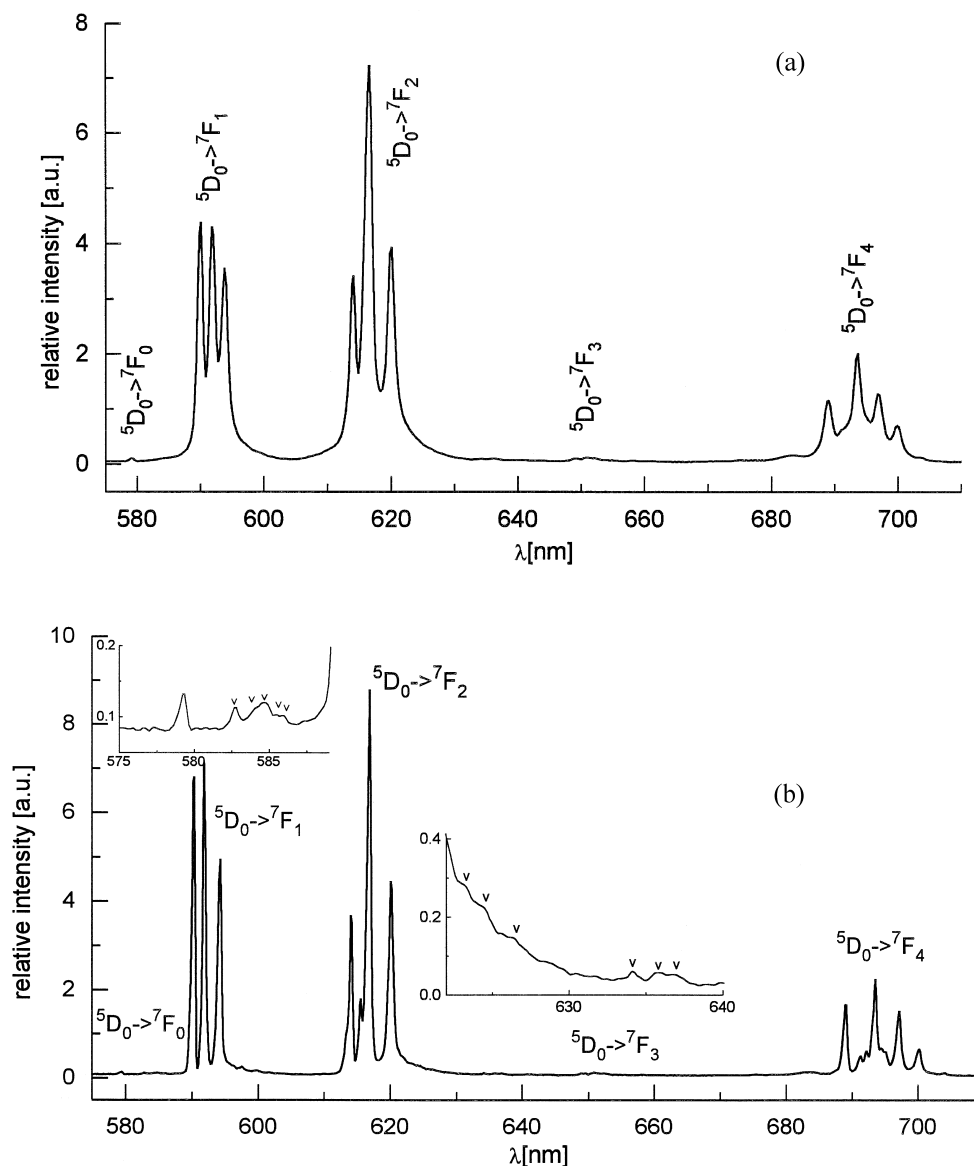 (a)
relative intensity [a.u.]
8
6
4
2
0
⁵D₀->⁷F₀
⁵D₀->⁷F₁
⁵D₀->⁷F₂
⁵D₀->⁷F₃
⁵D₀->⁷F₄
580 600 620 640 660 680 700
λ[nm]
(b)
relative intensity [a.u.]
10
8
6
4
2
0
0.2
0.1
575 580 585
⁵D₀->⁷F₀
⁵D₀->⁷F₁
⁵D₀->⁷F₂
0.4
0.2
0.0
630 640
⁵D₀->⁷F₃
⁵D₀->⁷F₄
580 600 620 640 660 680 700
λ[nm]